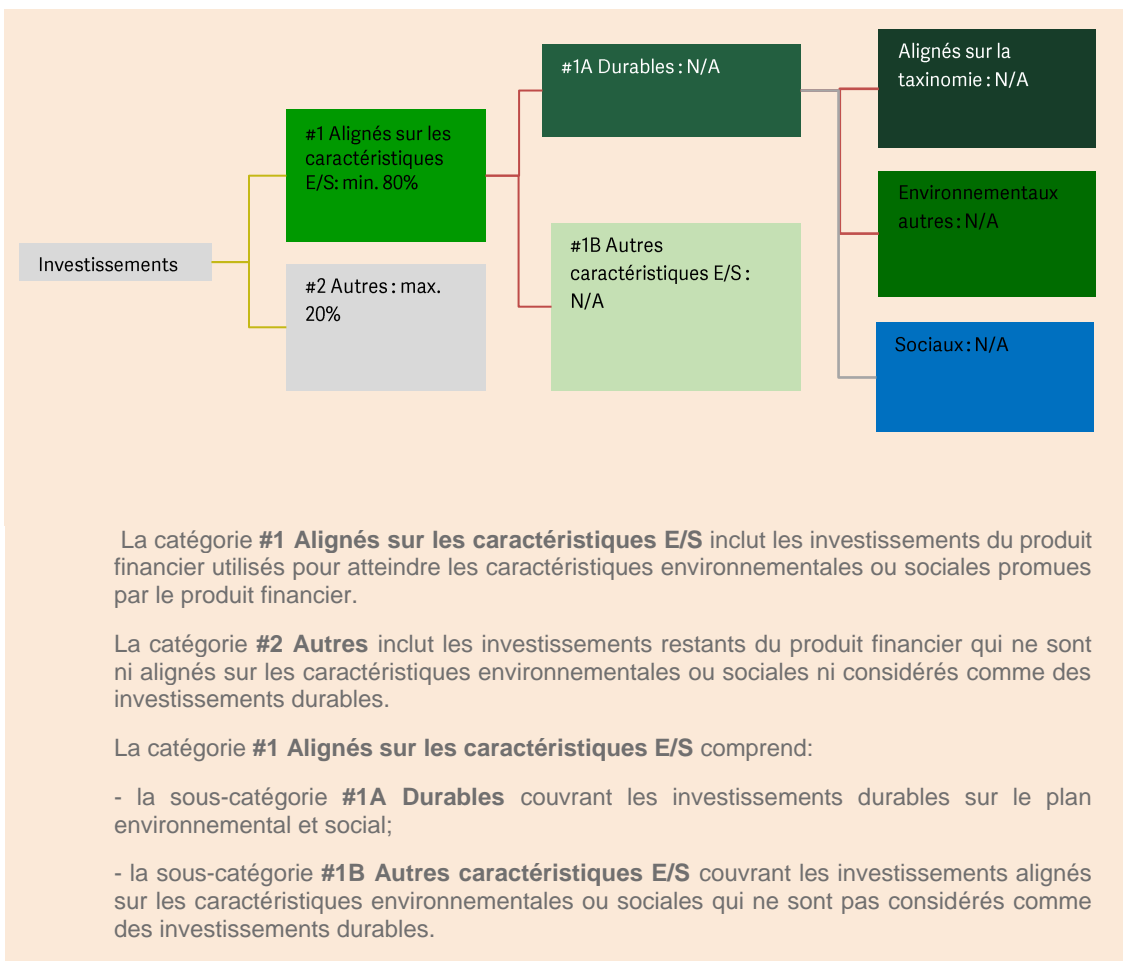 Investissements
#1 Alignés sur les
caractéristiques
E/S: min. 80%
#2 Autres : max.
20%
#1A Durables : N/A
#1B Autres
caractéristiques E/S :
N/A
Alignés sur la
taxinomie : N/A
Environnementaux
autres : N/A
Sociaux : N/A
La catégorie #1 Alignés sur les caractéristiques E/S inclut les investissements du produit
financier utilisés pour atteindre les caractéristiques environnementales ou sociales promues
par le produit financier.
La catégorie #2 Autres inclut les investissements restants du produit financier qui ne sont
ni alignés sur les caractéristiques environnementales ou sociales ni considérés comme des
investissements durables.
La catégorie #1 Alignés sur les caractéristiques E/S comprend:
- la sous-catégorie #1A Durables couvrant les investissements durables sur le plan
environnemental et social;
- la sous-catégorie #1B Autres caractéristiques E/S couvrant les investissements alignés
sur les caractéristiques environnementales ou sociales qui ne sont pas considérés comme
des investissements durables.